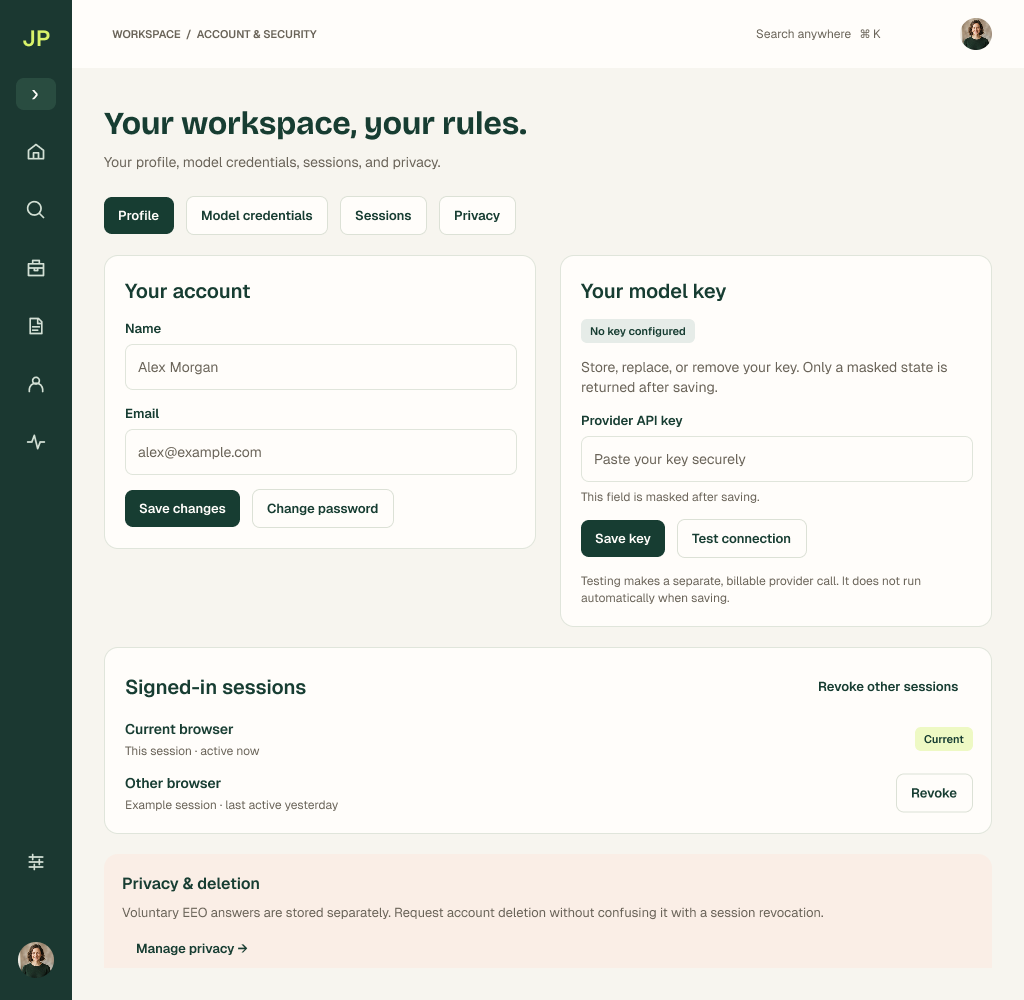 JP
WORKSPACE / ACCOUNT & SECURITY
Search anywhere ⌘ K
Your workspace, your rules.
Your profile, model credentials, sessions, and privacy.
Profile
Model credentials
Sessions
Privacy
Your account
Name
Alex Morgan
Email
alex@example.com
Save changes
Change password
Your model key
No key configured
Store, replace, or remove your key. Only a masked state is
returned after saving.
Provider API key
Paste your key securely
This field is masked after saving.
Save key
Test connection
Testing makes a separate, billable provider call. It does not run
automatically when saving.
Signed-in sessions
Revoke other sessions
Current browser
This session · active now
Current
Other browser
Example session · last active yesterday
Revoke
Privacy & deletion
Voluntary EEO answers are stored separately. Request account deletion without confusing it with a session revocation.
Manage privacy →